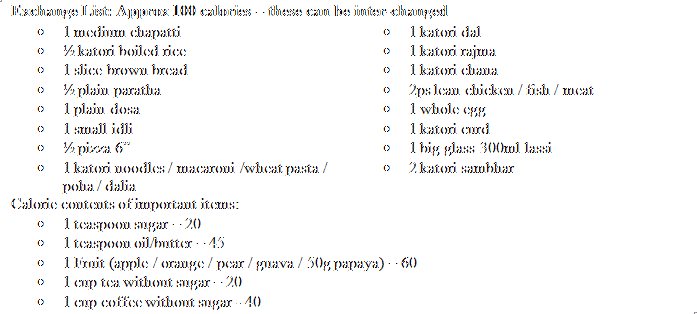 Exchange List: Approx 100 calories -- these can be inter-changed
○ 1 medium chapatti
○ ½ katori boiled rice
○ 1 slice brown bread
○ ½ plain paratha
○ 1 plain dosa
○ 1 small idli
○ ½ pizza 6"
○ 1 katori noodles / macaroni /wheat pasta /
poha / dalia
○ 1 katori dal
○ 1 katori rajma
○ 1 katori chana
○ 2ps lean chicken / fish / meat
○ 1 whole egg
○ 1 katori curd
○ 1 big glass 300ml lassi
○ 2 katori sambhar
Calorie contents of important items:
○ 1 teaspoon sugar -- 20
○ 1 teaspoon oil/butter -- 45
○ 1 Fruit (apple / orange / pear / guava / 50g papaya) -- 60
○ 1 cup tea without sugar -- 20
○ 1 cup coffee without sugar -- 40